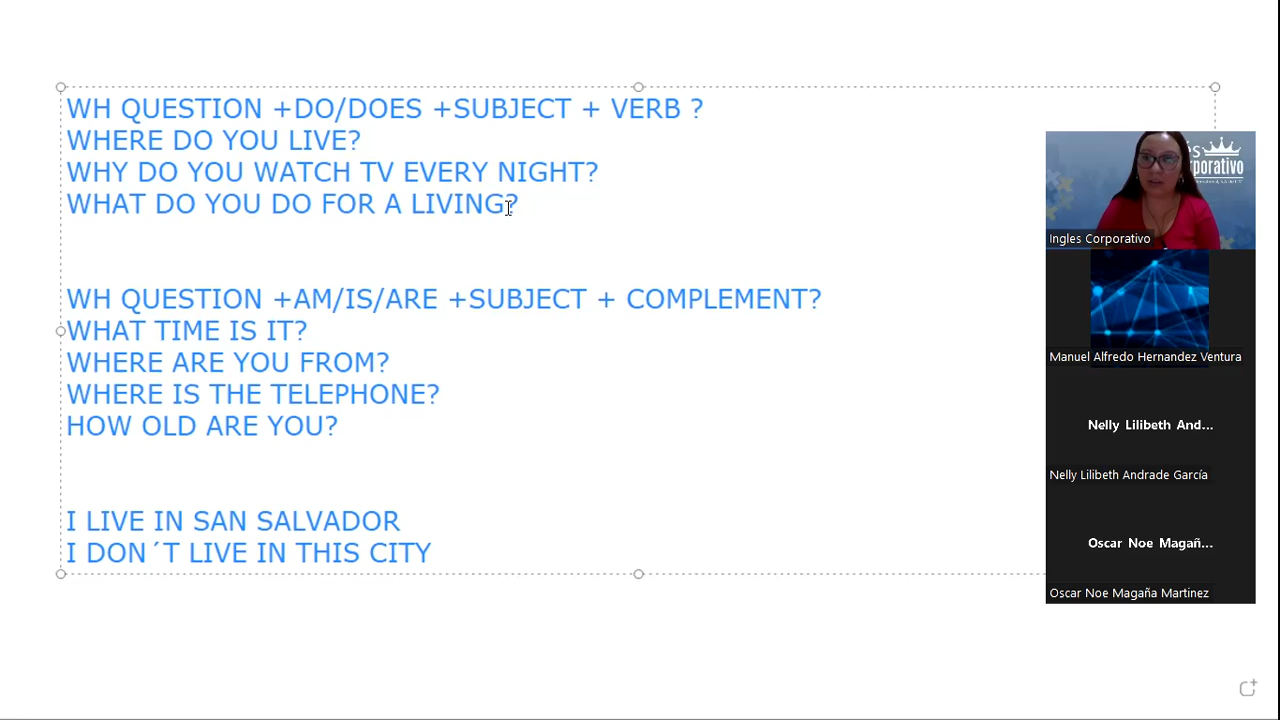 WH QUESTION +DO/DOES +SUBJECT + VERB ?
WHERE DO YOU LIVE?
WHY DO YOU WATCH TV EVERY NIGHT?
WHAT DO YOU DO FOR A LIVING?
WH QUESTION +AM/IS/ARE +SUBJECT + COMPLEMENT?
WHAT TIME IS IT?
WHERE ARE YOU FROM?
WHERE IS THE TELEPHONE?
HOW OLD ARE YOU?
I LIVE IN SAN SALVADOR
I DON´T LIVE IN THIS CITY
Ingles Corporativo
Manuel Alfredo Hernandez Ventura
Nelly Lilibeth And...
Nelly Lilibeth Andrade García
Oscar Noe Magañ...
Oscar Noe Magaña Martinez